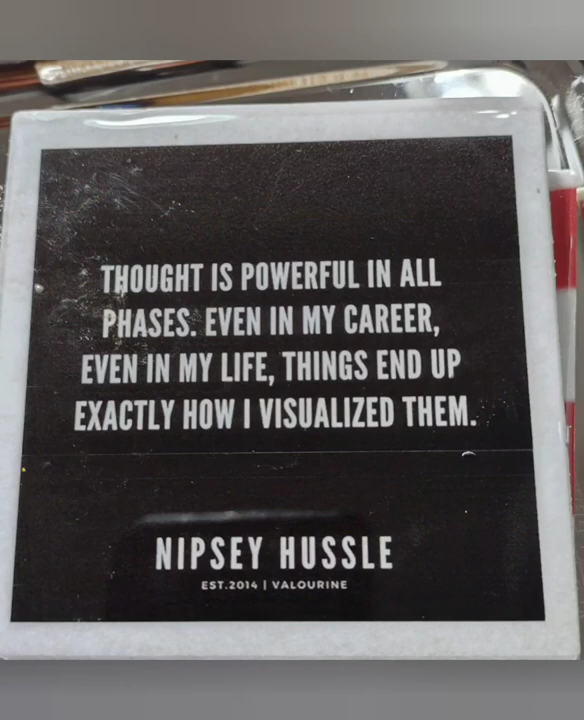 THOUGHT IS POWERFUL IN ALL
PHASES. EVEN IN MY CAREER,
EVEN IN MY LIFE, THINGS END UP
EXACTLY HOW I VISUALIZED THEM.
NIPSEY HUSSLE
EST.2014 | VALOURINE